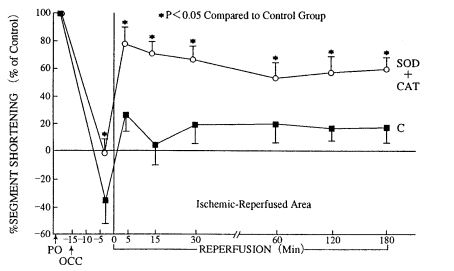 *P<0.05 Compared to Control Group
%SEGMENT SHORTENING
(% of Control)
100
80
60
40
20
0
−20
−40
−60
* * * * * * *
SOD
+
CAT
C
Ischemic-Reperfused Area
−15 −10 −5 0 5 15 30 60 120 180
PO
OCC
REPERFUSION (Min)